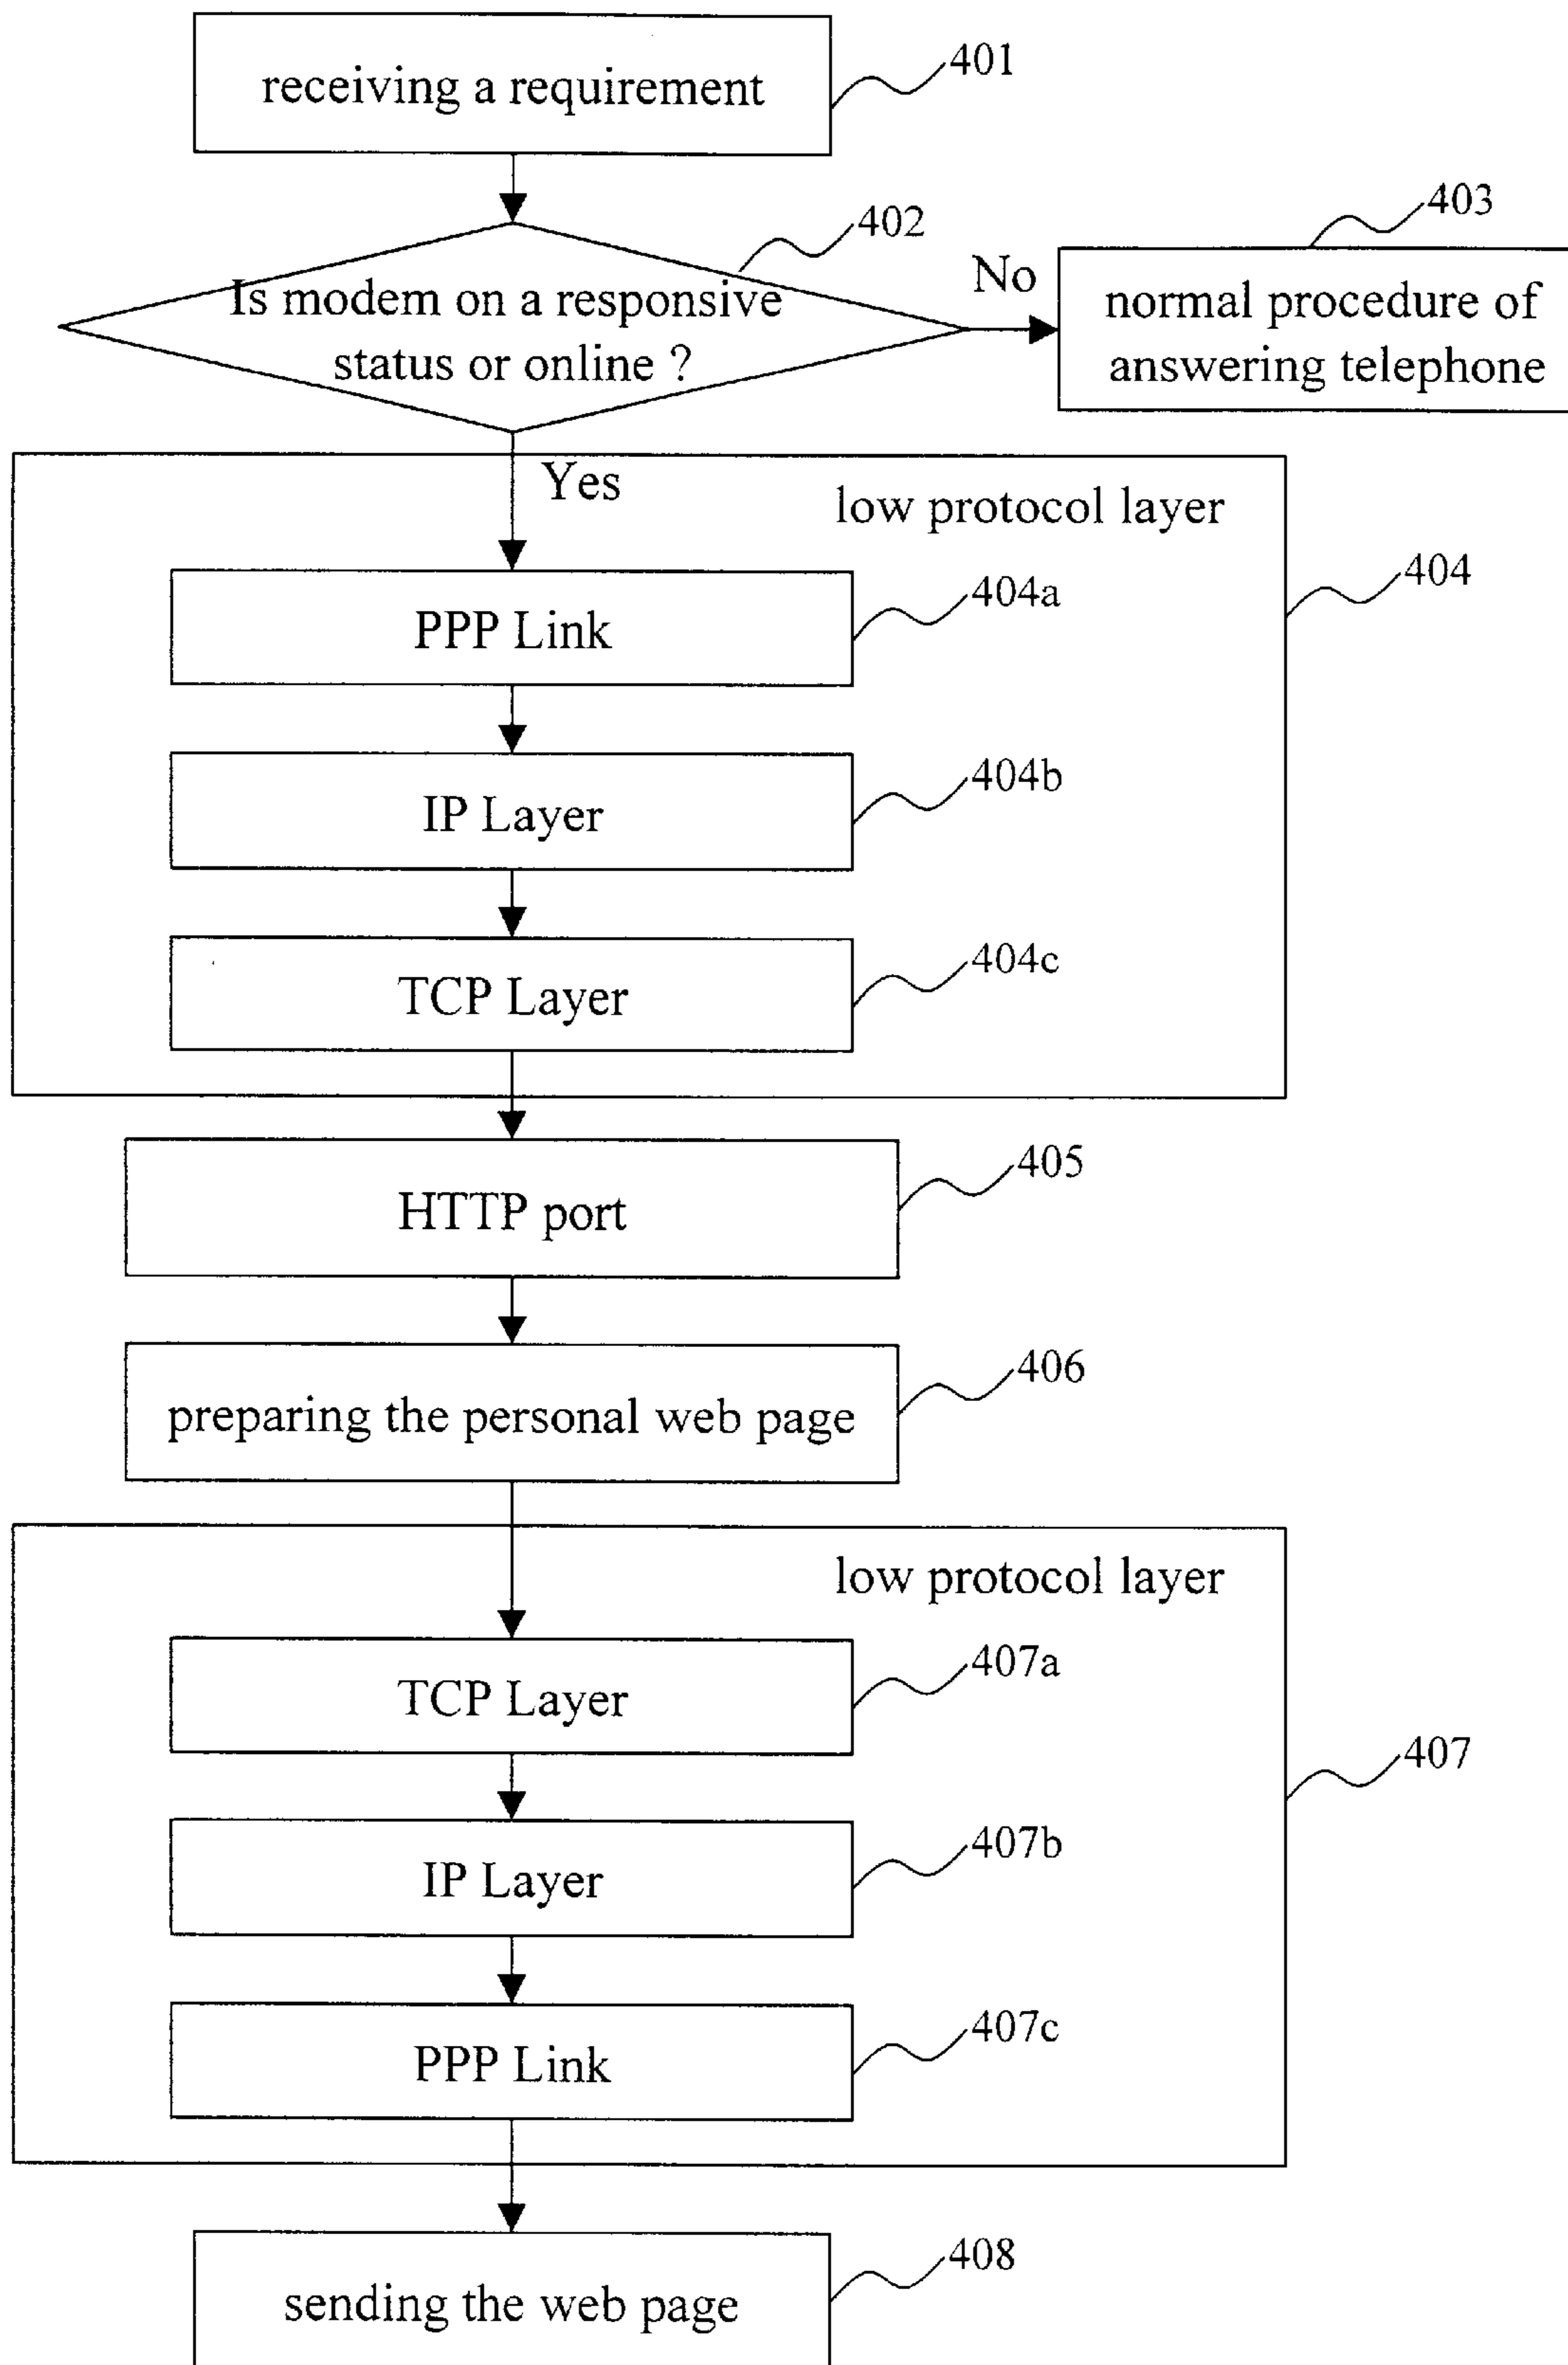 receiving a requirement
401
402
403
Is modem on a responsive
status or online ?
No
normal procedure of
answering telephone
Yes
low protocol layer
404
PPP Link
404a
IP Layer
404b
TCP Layer
404c
HTTP port
405
preparing the personal web page
406
low protocol layer
TCP Layer
407a
407
IP Layer
407b
PPP Link
407c
sending the web page
408